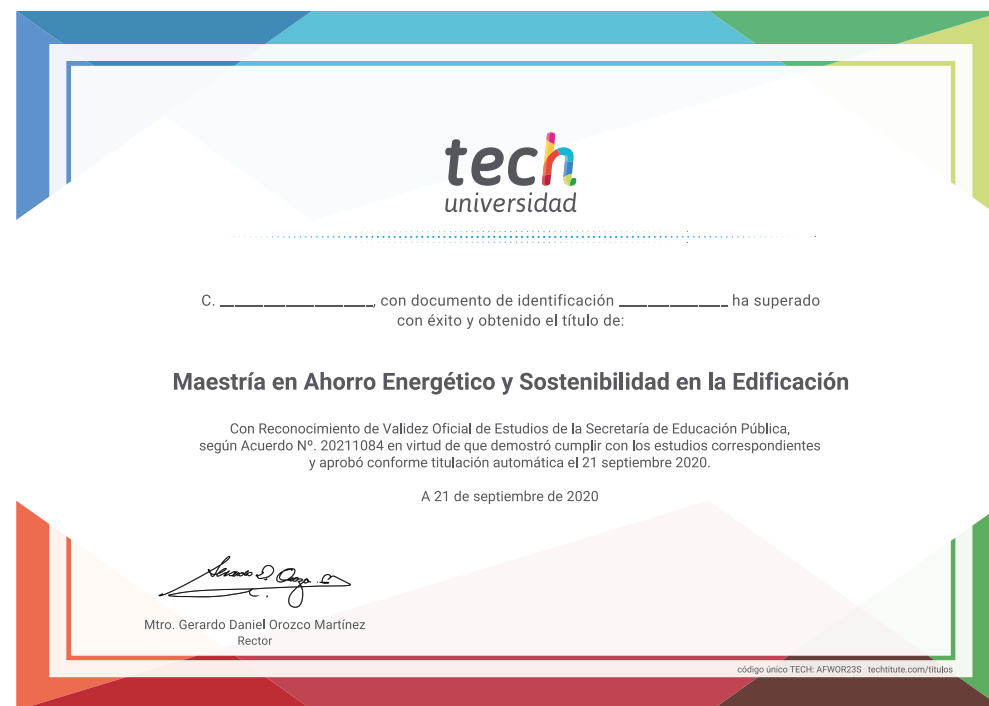 tech
universidad
C. ____________________, con documento de identificación ______________ ha superado
con éxito y obtenido el título de:
Maestría en Ahorro Energético y Sostenibilidad en la Edificación
Con Reconocimiento de Validez Oficial de Estudios de la Secretaría de Educación Pública,
según Acuerdo Nº. 20211084 en virtud de que demostró cumplir con los estudios correspondientes
y aprobó conforme titulación automática el 21 septiembre 2020.
A 21 de septiembre de 2020
Mtro. Gerardo Daniel Orozco Martínez
Rector
código único TECH: AFWOR23S techtitute.com/titulos